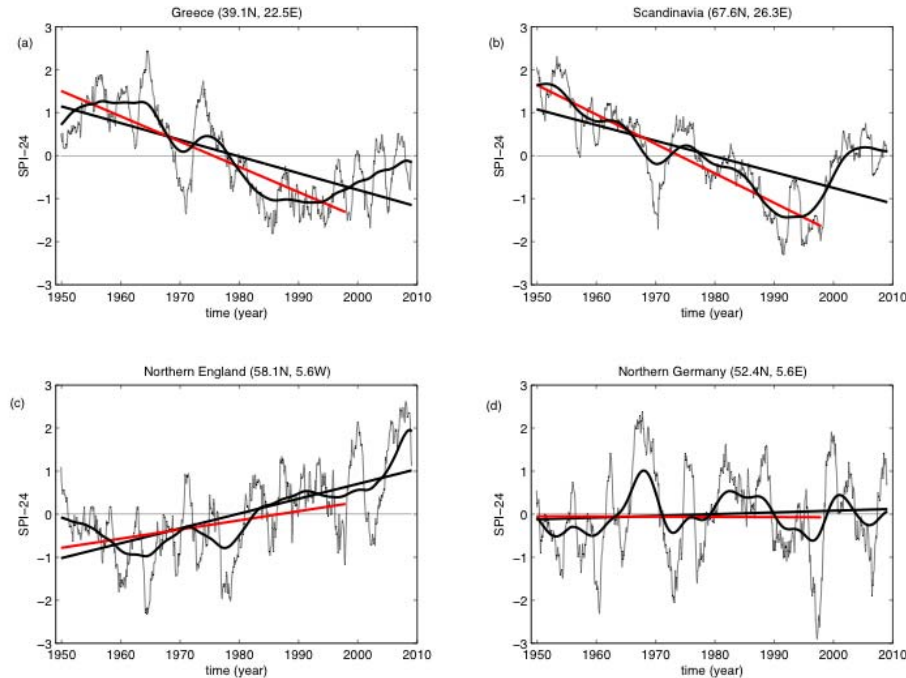 Greece (39.1N, 22.5E)
(a)
3
2
1
0
−1
−2
−3
SPI−24
1950 1960 1970 1980 1990 2000 2010
time (year)
Scandinavia (67.6N, 26.3E)
(b)
3
2
1
0
−1
−2
−3
SPI−24
1950 1960 1970 1980 1990 2000 2010
time (year)
Northern England (58.1N, 5.6W)
(c)
3
2
1
0
−1
−2
−3
SPI−24
1950 1960 1970 1980 1990 2000 2010
time (year)
Northern Germany (52.4N, 5.6E)
(d)
3
2
1
0
−1
−2
−3
SPI−24
1950 1960 1970 1980 1990 2000 2010
time (year)